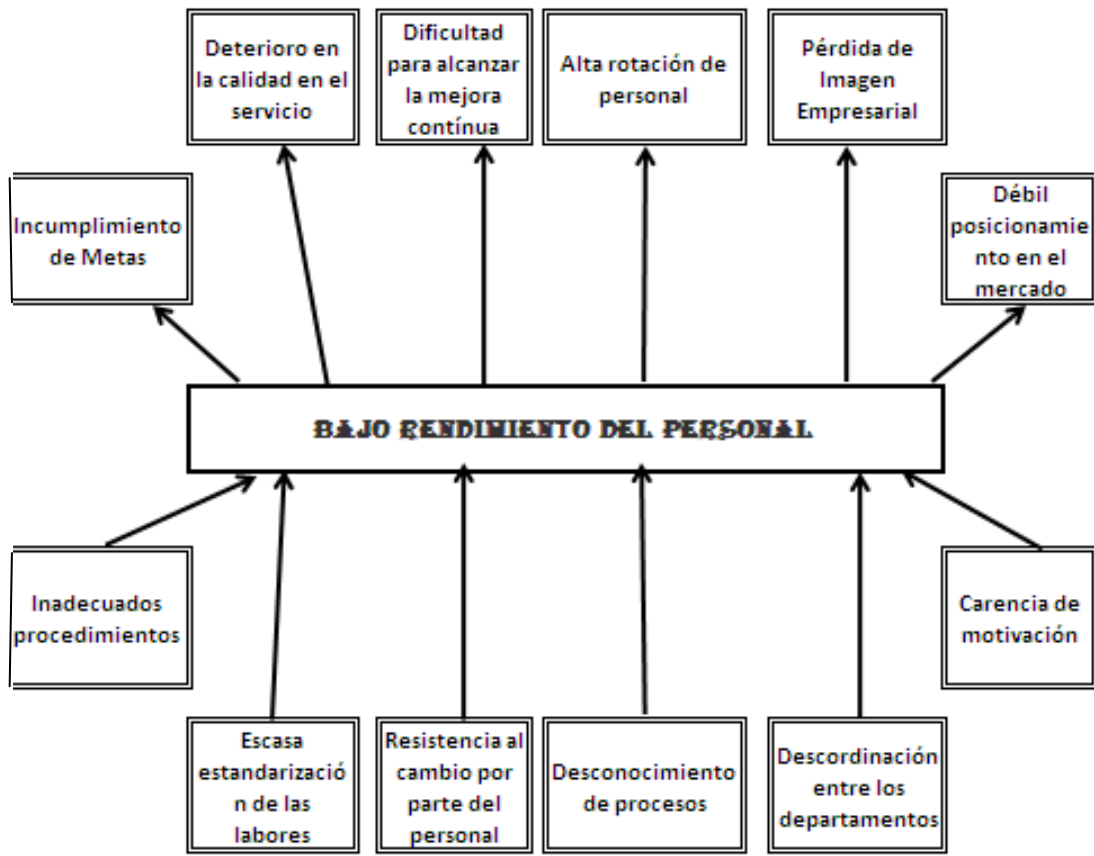 Deterioro en
la calidad en el
servicio
Dificultad
para alcanzar
la mejora
contínua
Alta rotación de
personal
Pérdida de
Imagen
Empresarial
Incumplimiento
de Metas
Débil
posicionamie
nto en el
mercado
BAJO RENDIMIENTO DEL PERSONAL
Inadecuados
procedimientos
Carencia de
motivación
Escasa
estandarizació
n de las
labores
Resistencia al
cambio por
parte del
personal
Desconocimiento
de procesos
Descordinación
entre los
departamentos